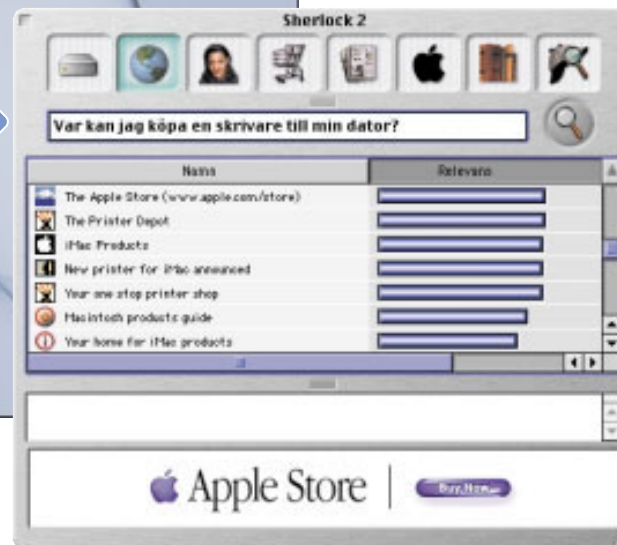 Sherlock 2
Var kan jag köpa en skrivare till min dator?
Namn Relevans
The Apple Store (www.apple.com/store)
The Printer Depot
iMac Products
New printer for iMac announced
Your one stop printer shop
Macintosh products guide
Your home for iMac products
Apple Store
Buy Now